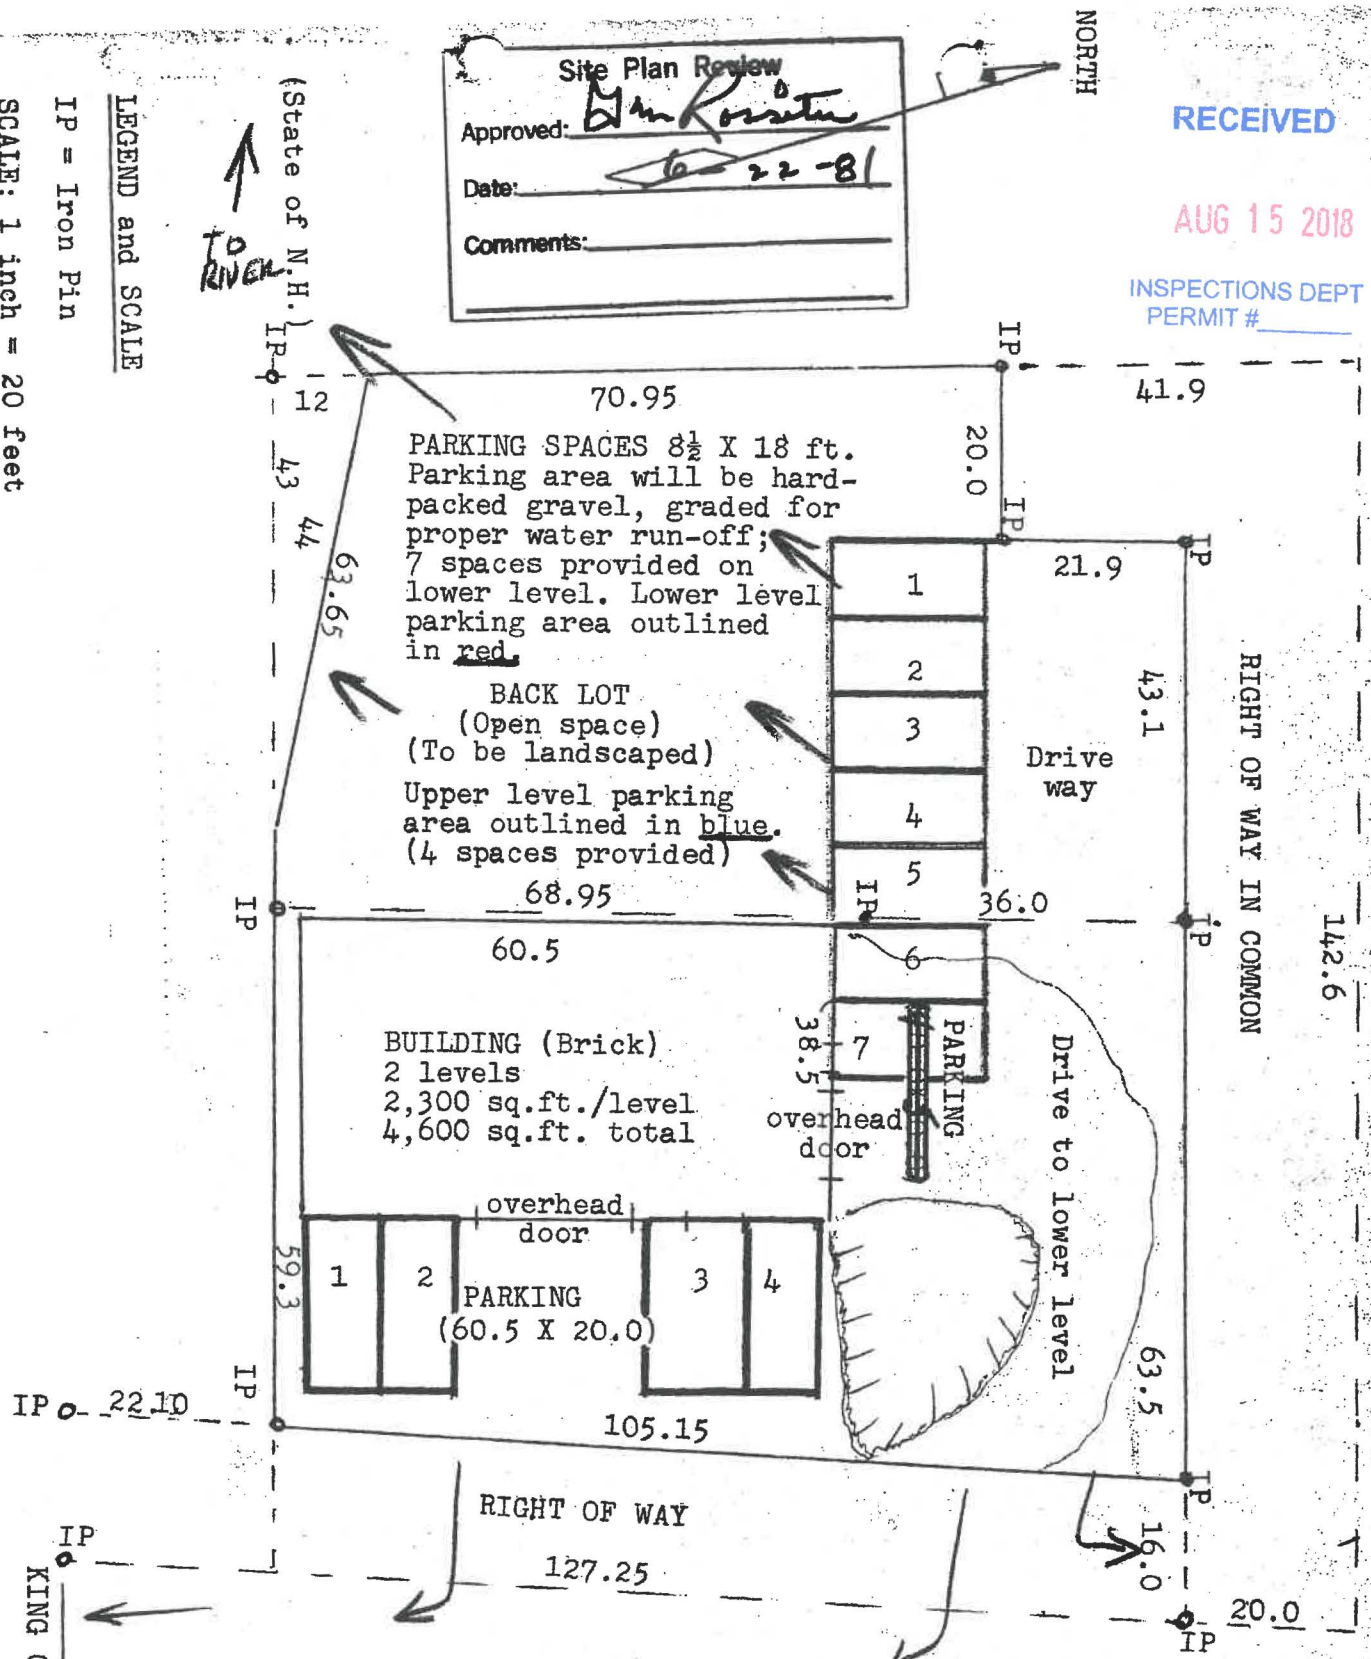 NORTH
RECEIVED
AUG 15 2018
INSPECTIONS DEPT
PERMIT #
Site Plan Review
Approved:
Date: 6-22-81
Comments:
(State of N.H.)
TO
RIVER
LEGEND and SCALE
IP = Iron Pin
SCALE: 1 inch = 20 feet
IP
IP
12
70.95
41.9
43
44
63.65
20.0
IP
IP
21.9
43.1
PARKING SPACES 8½ X 18 ft.
Parking area will be hard-
packed gravel, graded for
proper water run-off;
7 spaces provided on
lower level. Lower level
parking area outlined
in red.
BACK LOT
(Open space)
(To be landscaped)
Upper level parking
area outlined in blue.
(4 spaces provided)
1
2
3
4
5
Drive
way
RIGHT OF WAY IN COMMON
142.6
IP
68.95
IP
36.0
IP
60.5
6
7
38.5
PARKING
BUILDING (Brick)
2 levels
2,300 sq.ft./level
4,600 sq.ft. total
overhead
door
Drive to lower level
overhead
door
59.3
1
2
3
4
PARKING
(60.5 X 20.0)
63.5
IP
IP
22.10
105.15
IP
RIGHT OF WAY
16.0
IP
127.25
20.0
IP
KING